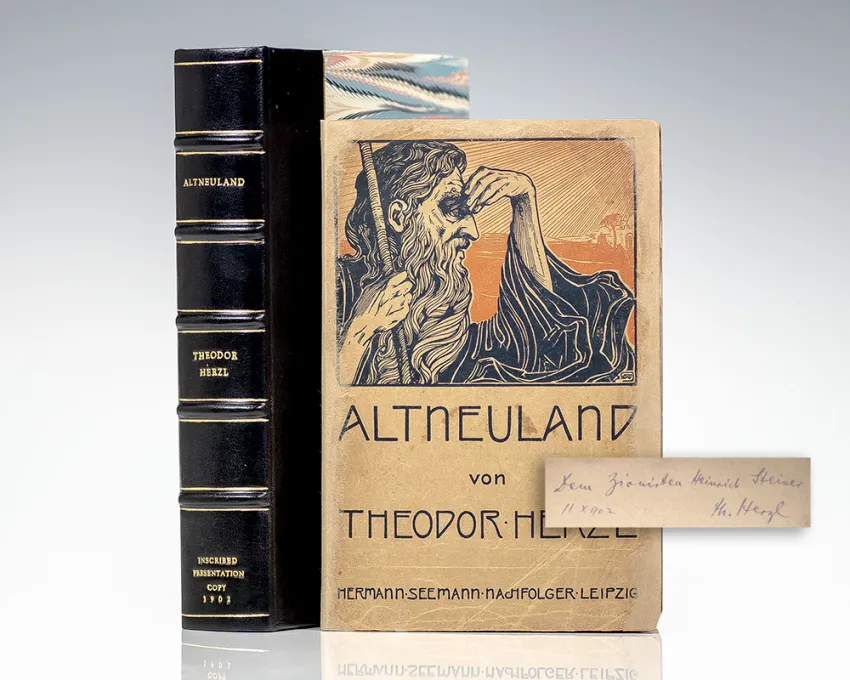 ALTNEULAND
THEODOR
HERZL
INSCRIBED
PRESENTATION
COPY
1902
ALTNEULAND
von
THEODOR·HERZL
HERMANN·SEEMANN·NACHFOLGER·LEIPZIG
Dem Zionisten Heinrich Steiner
11 X 902
Th. Herzl